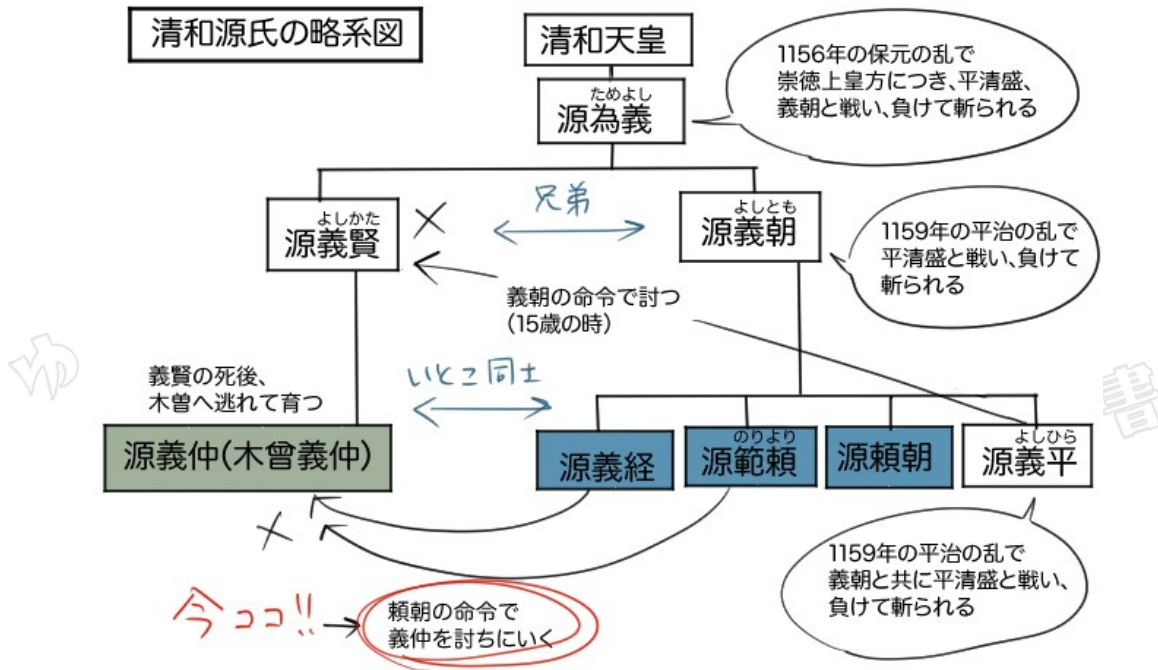 清和源氏の略系図
清和天皇
1156年の保元の乱で
崇徳上皇方につき、平清盛、
義朝と戦い、負けて斬られる
ためよし
源為義
よしかた
源義賢
×
兄弟
よしとも
源義朝
1159年の平治の乱で
平清盛と戦い、負けて
斬られる
義朝の命令で討つ
(15歳の時)
ゆ
書
義賢の死後、
木曽へ逃れて育つ
いとこ同士
源義仲(木曾義仲)
源義経
のりより
源範頼
源頼朝
よしひら
源義平
×
1159年の平治の乱で
義朝と共に平清盛と戦い、
負けて斬られる
今ココ!!
頼朝の命令で
義仲を討ちにいく